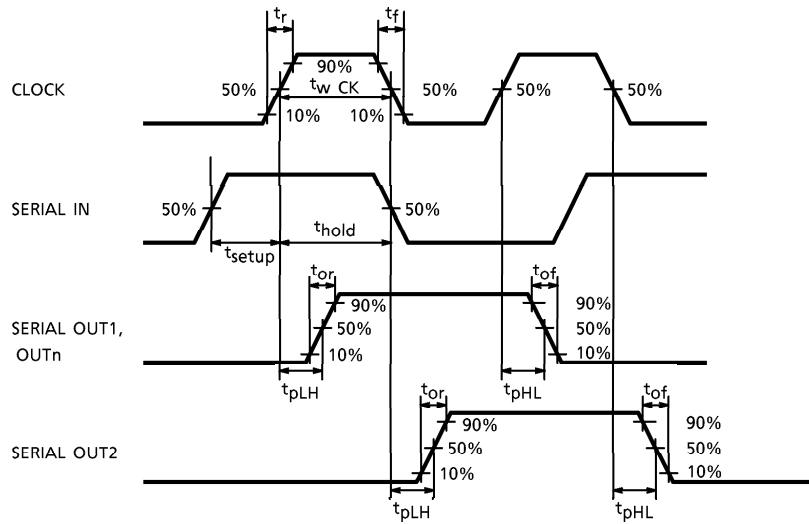 tr tf
90%
CLOCK 50% tw CK 50% 50% 50%
10% 10%
SERIAL IN 50% 50%
tsetup thold
tor tof
90% 90%
SERIAL OUT1, 50% 50%
OUTn 10% 10%
tpLH tpHL
tor tof
90% 90%
SERIAL OUT2 50% 50%
10% 10%
tpLH tpHL